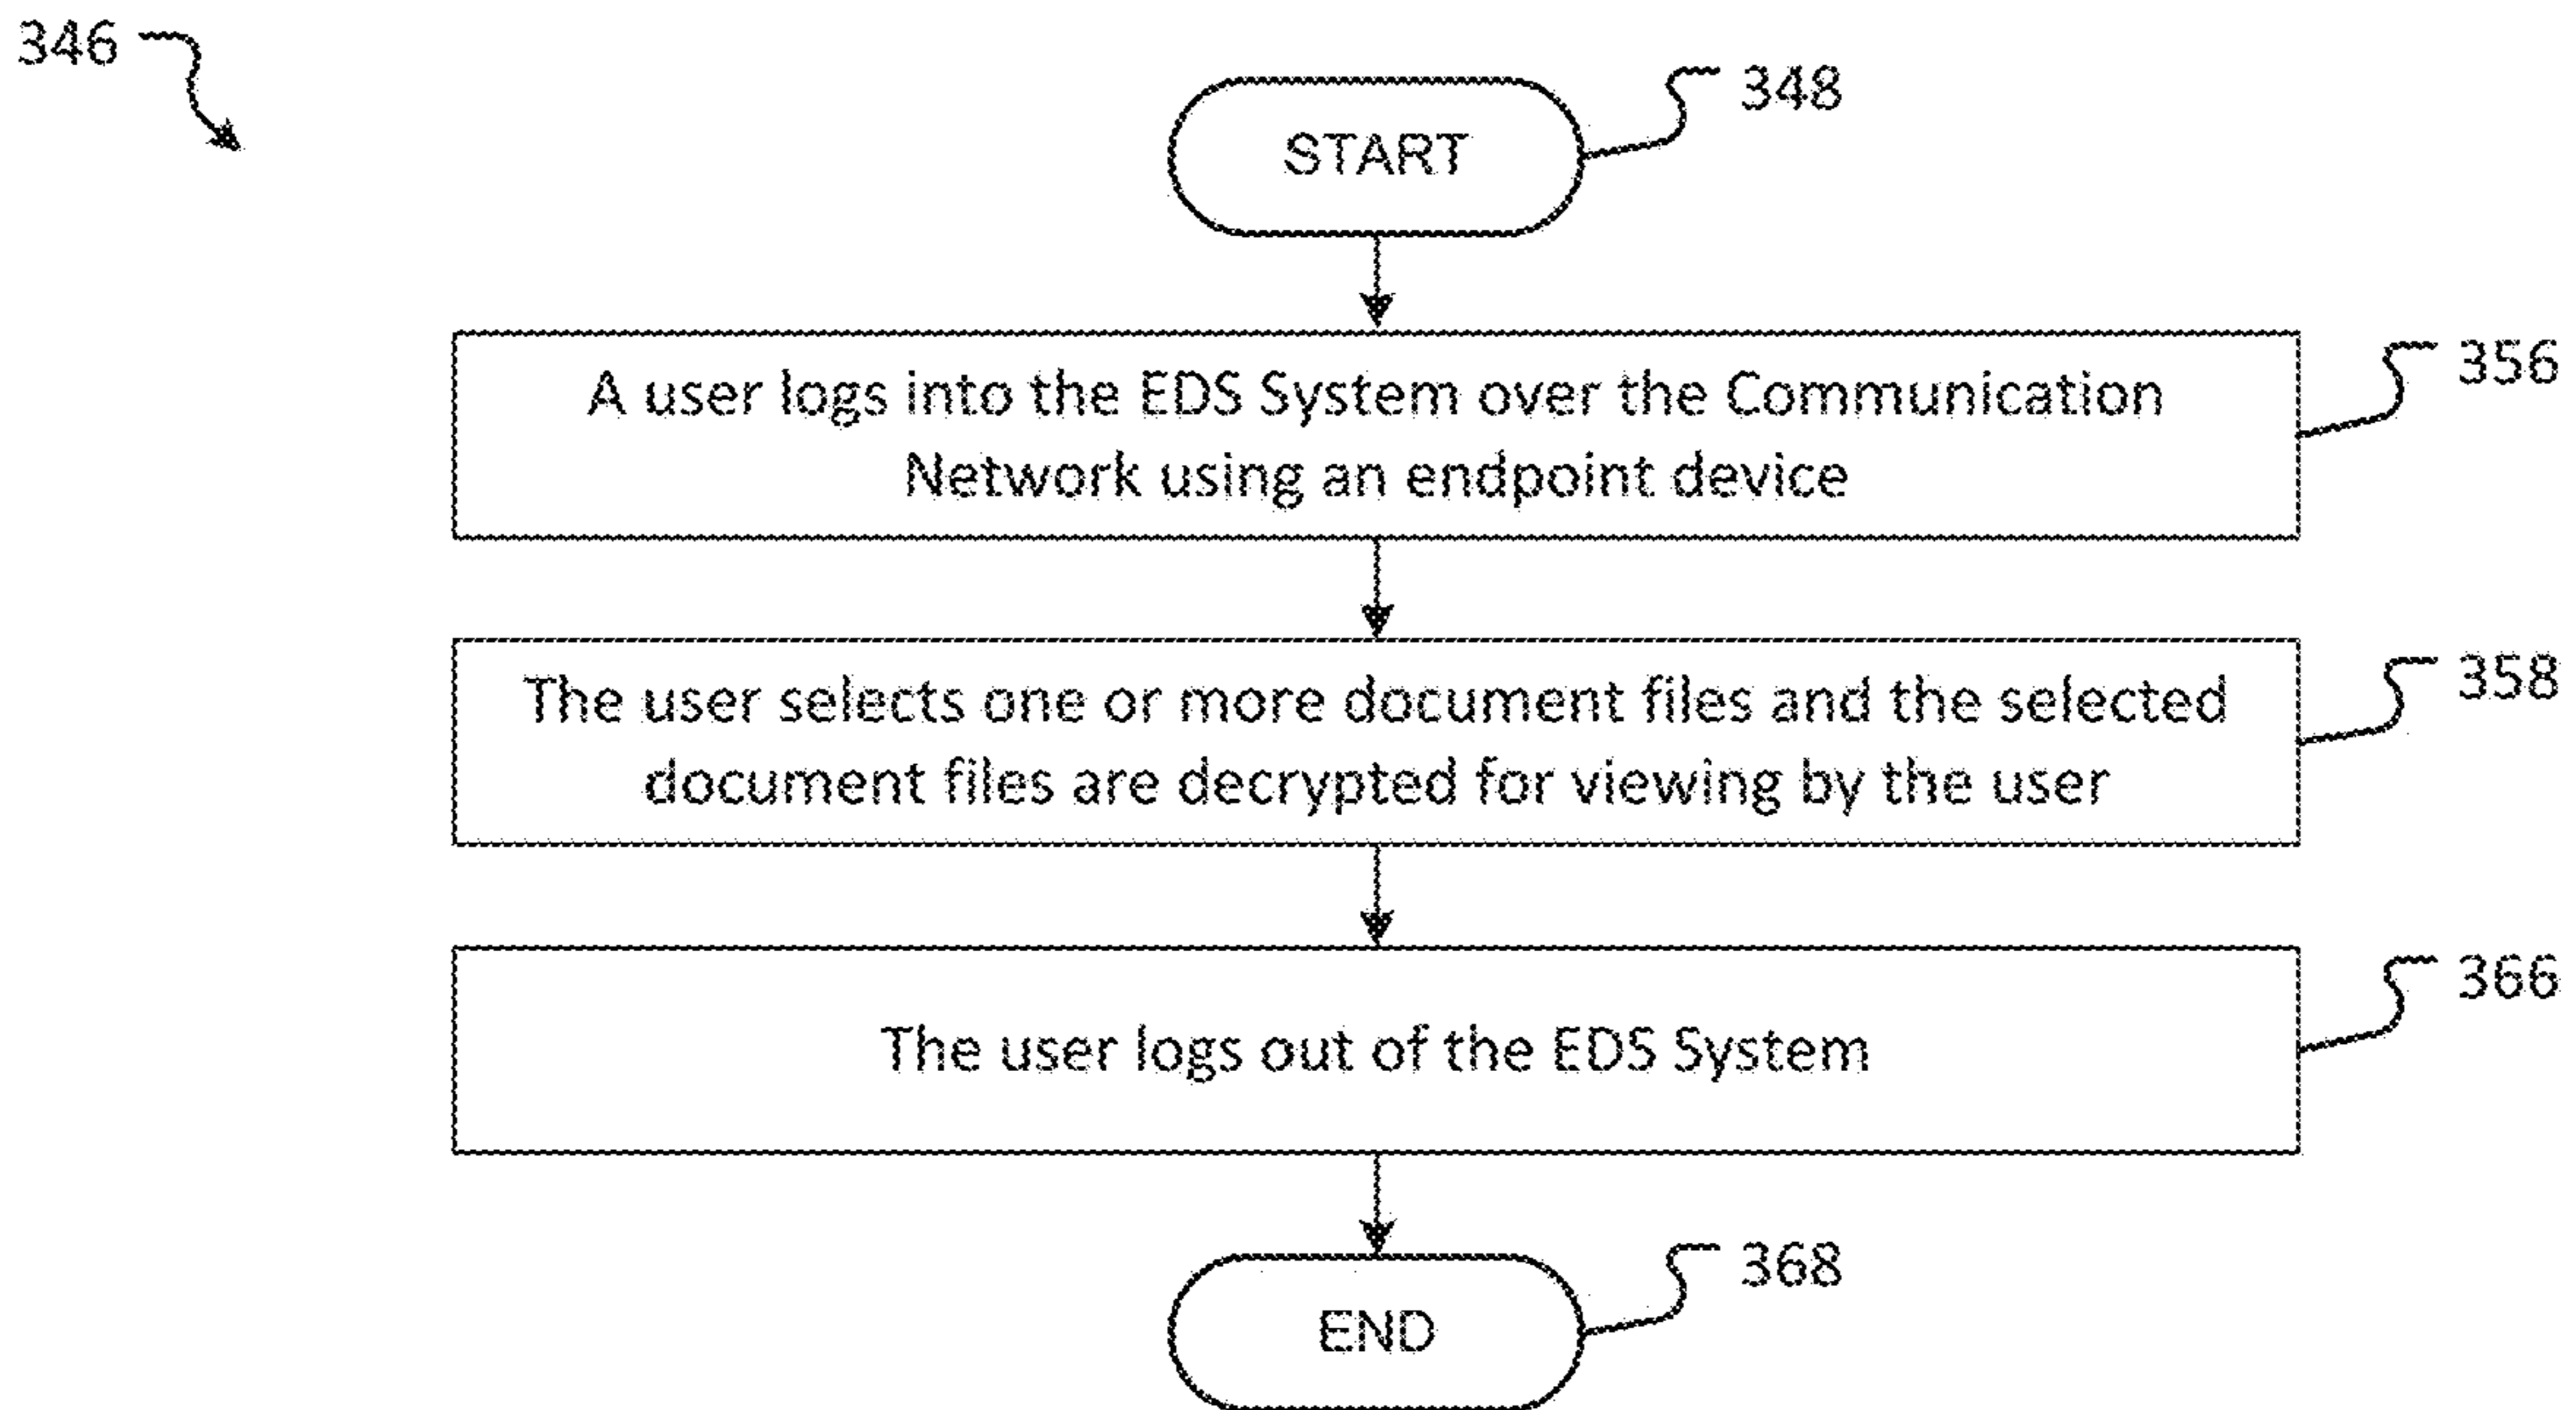 346
START
348
A user logs into the EDS System over the Communication
Network using an endpoint device
356
The user selects one or more document files and the selected
document files are decrypted for viewing by the user
358
The user logs out of the EDS System
366
END
368